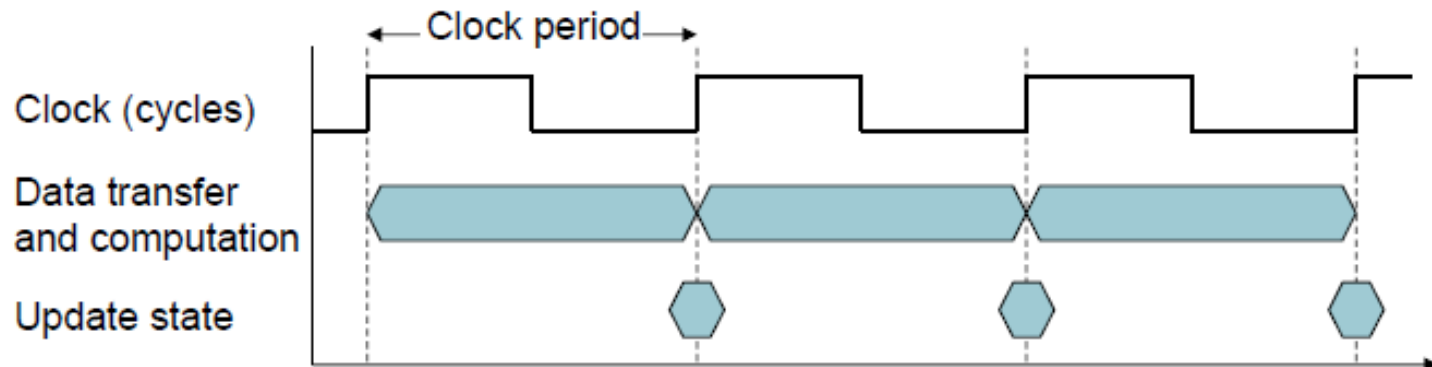 Clock period
Clock (cycles)
Data transfer
and computation
Update state